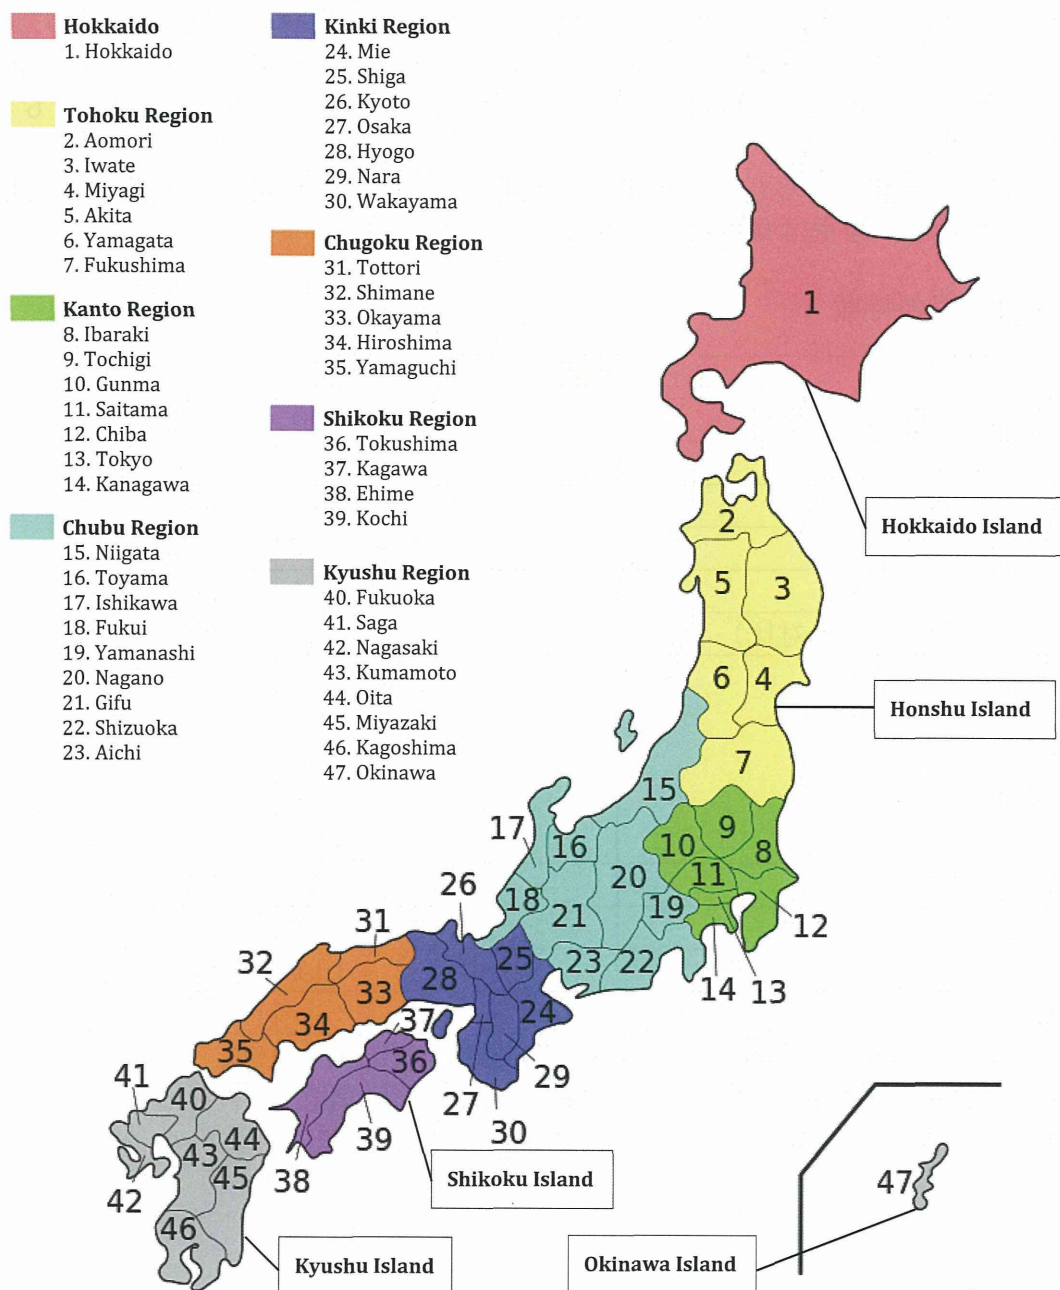 Hokkaido
1. Hokkaido
Tohoku Region
2. Aomori
3. Iwate
4. Miyagi
5. Akita
6. Yamagata
7. Fukushima
Kanto Region
8. Ibaraki
9. Tochigi
10. Gunma
11. Saitama
12. Chiba
13. Tokyo
14. Kanagawa
Chubu Region
15. Niigata
16. Toyama
17. Ishikawa
18. Fukui
19. Yamanashi
20. Nagano
21. Gifu
22. Shizuoka
23. Aichi
Kinki Region
24. Mie
25. Shiga
26. Kyoto
27. Osaka
28. Hyogo
29. Nara
30. Wakayama
Chugoku Region
31. Tottori
32. Shimane
33. Okayama
34. Hiroshima
35. Yamaguchi
Shikoku Region
36. Tokushima
37. Kagawa
38. Ehime
39. Kochi
Kyushu Region
40. Fukuoka
41. Saga
42. Nagasaki
43. Kumamoto
44. Oita
45. Miyazaki
46. Kagoshima
47. Okinawa
1
Hokkaido Island
2
5
3
6
4
Honshu Island
7
15
17
16
10
9
8
11
20
26
18
21
19
12
31
32
28
25
23
22
14
13
33
24
34
37
35
36
29
41
40
27
30
39
44
43
45
38
42
47
46
Shikoku Island
Kyushu Island
Okinawa Island